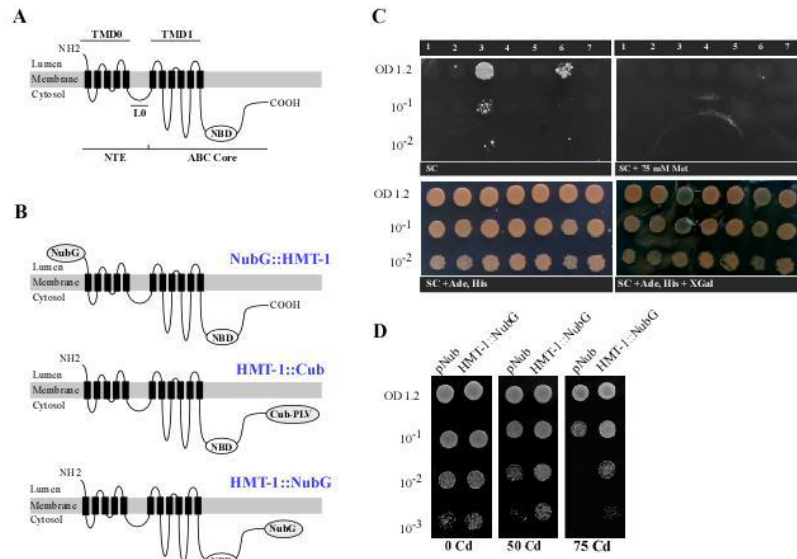 A
TMD0 TMD1
NH2
Lumen
Membrane
Cytosol
L0
NBD
COOH
NTE ABC Core
B
NubG
NubG::HMT-1
Lumen
Membrane
Cytosol
COOH
NBD
HMT-1::Cub
NH2
Lumen
Membrane
Cytosol
Cub-PLV
NBD
HMT-1::NubG
NH2
Lumen
Membrane
Cytosol
NubG
NBD
C
1 2 3 4 5 6 7 1 2 3 4 5 6 7
OD 1.2
10-1
10-2
SC SC + 75 mM Met
OD 1.2
10-1
10-2
SC +Ade, His SC +Ade, His + XGal
D
pNub HMT-1::NubG pNub HMT-1::NubG pNub HMT-1::NubG
OD 1.2
10-1
10-2
10-3
0 Cd 50 Cd 75 Cd